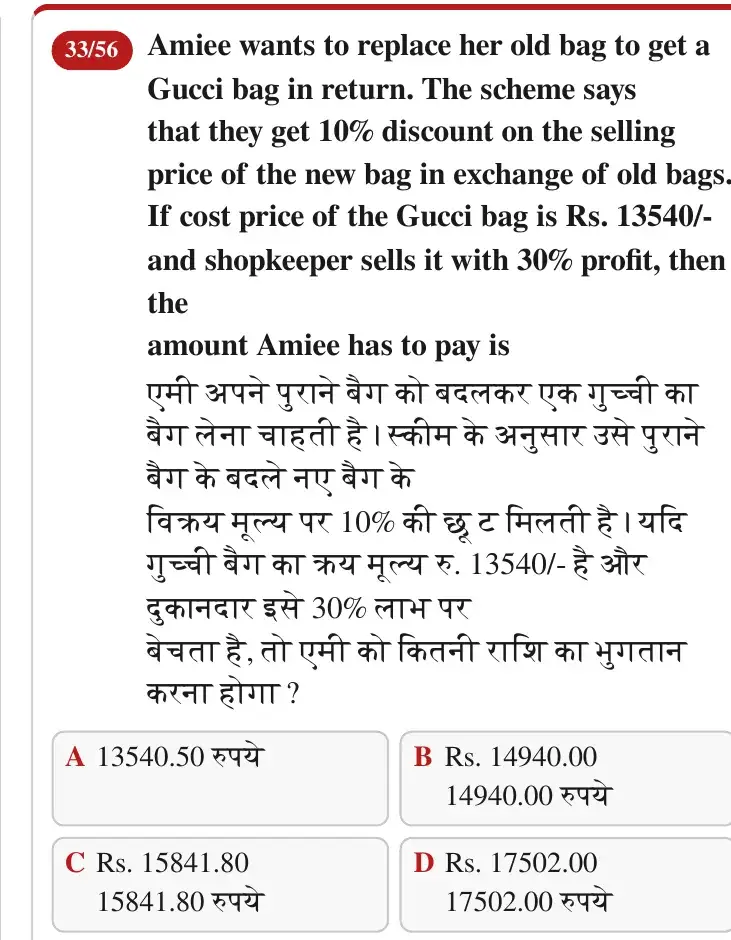 33/56 Amiee wants to replace her old bag to get a
Gucci bag in return. The scheme says
that they get 10% discount on the selling
price of the new bag in exchange of old bags.
If cost price of the Gucci bag is Rs. 13540/-
and shopkeeper sells it with 30% profit, then
the
amount Amiee has to pay is
एमी अपने पुराने बैग को बदलकर एक गुच्ची का
बैग लेना चाहती है। स्कीम के अनुसार उसे पुराने
बैग के बदले नए बैग के
विक्रय मूल्य पर 10% की छू ट मिलती है। यदि
गुच्ची बैग का क्रय मूल्य रु. 13540/- है और
दुकानदार इसे 30% लाभ पर
बेचता है, तो एमी को कितनी राशि का भुगतान
करना होगा ?
A 13540.50 रुपये
B Rs. 14940.00
14940.00 रुपये
C Rs. 15841.80
15841.80 रुपये
D Rs. 17502.00
17502.00 रुपये